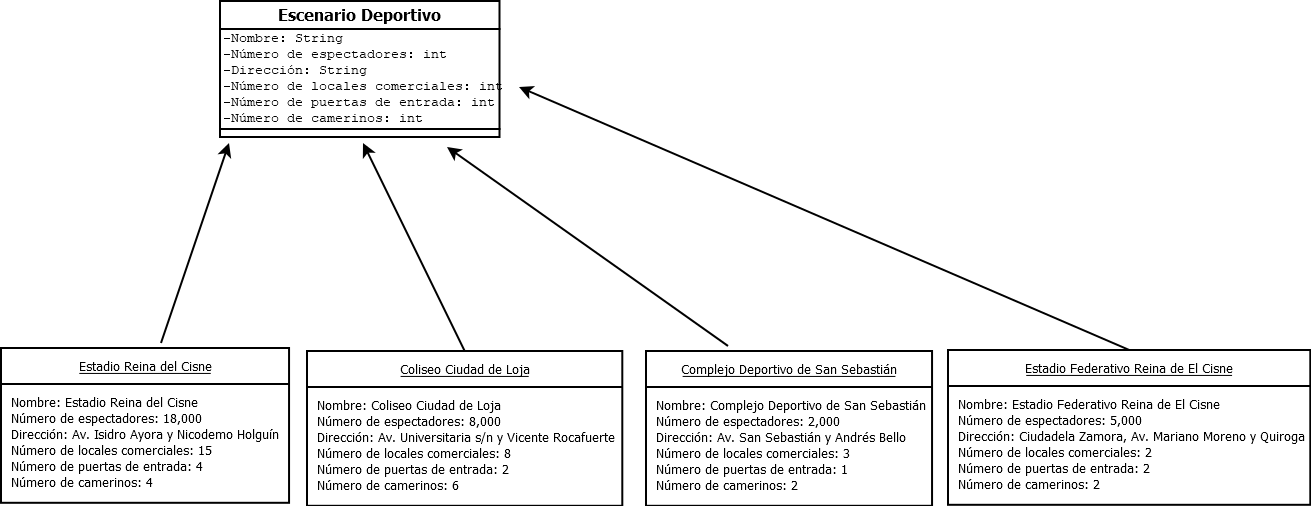 Escenario Deportivo
-Nombre: String
-Número de espectadores: int
-Dirección: String
-Número de locales comerciales: int
-Número de puertas de entrada: int
-Número de camerinos: int
Estadio Reina del Cisne
Nombre: Estadio Reina del Cisne
Número de espectadores: 18,000
Dirección: Av. Isidro Ayora y Nicodemo Holguín
Número de locales comerciales: 15
Número de puertas de entrada: 4
Número de camerinos: 4
Coliseo Ciudad de Loja
Nombre: Coliseo Ciudad de Loja
Número de espectadores: 8,000
Dirección: Av. Universitaria s/n y Vicente Rocafuerte
Número de locales comerciales: 8
Número de puertas de entrada: 2
Número de camerinos: 6
Complejo Deportivo de San Sebastián
Nombre: Complejo Deportivo de San Sebastián
Número de espectadores: 2,000
Dirección: Av. San Sebastián y Andrés Bello
Número de locales comerciales: 3
Número de puertas de entrada: 1
Número de camerinos: 2
Estadio Federativo Reina de El Cisne
Nombre: Estadio Federativo Reina de El Cisne
Número de espectadores: 5,000
Dirección: Ciudadela Zamora, Av. Mariano Moreno y Quiroga
Número de locales comerciales: 2
Número de puertas de entrada: 2
Número de camerinos: 2